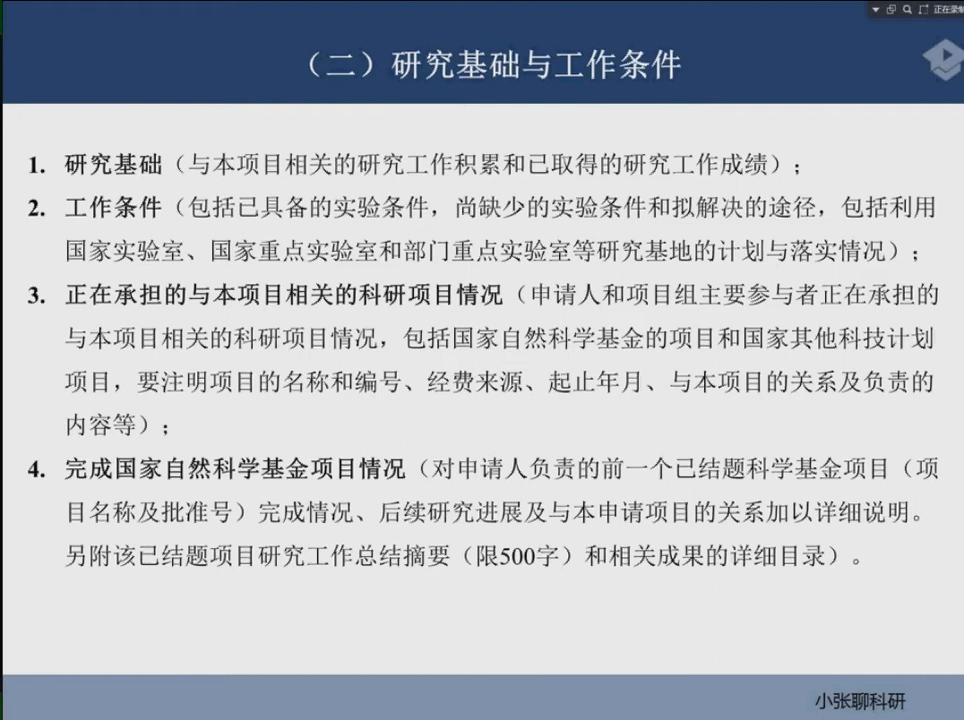 正在录制
（二）研究基础与工作条件
1. 研究基础（与本项目相关的研究工作积累和已取得的研究工作成绩）；
2. 工作条件（包括已具备的实验条件，尚缺少的实验条件和拟解决的途径，包括利用
国家实验室、国家重点实验室和部门重点实验室等研究基地的计划与落实情况）；
3. 正在承担的与本项目相关的科研项目情况（申请人和项目组主要参与者正在承担的
与本项目相关的科研项目情况，包括国家自然科学基金的项目和国家其他科技计划
项目，要注明项目的名称和编号、经费来源、起止年月、与本项目的关系及负责的
内容等）；
4. 完成国家自然科学基金项目情况（对申请人负责的前一个已结题科学基金项目（项
目名称及批准号）完成情况、后续研究进展及与本申请项目的关系加以详细说明。
另附该已结题项目研究工作总结摘要（限500字）和相关成果的详细目录）。
小张聊科研